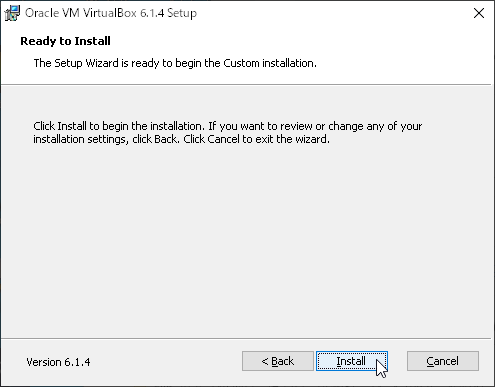 Oracle VM VirtualBox 6.1.4 Setup
Ready to Install
The Setup Wizard is ready to begin the Custom installation.
Click Install to begin the installation. If you want to review or change any of your
installation settings, click Back. Click Cancel to exit the wizard.
Version 6.1.4
< Back
Install
Cancel